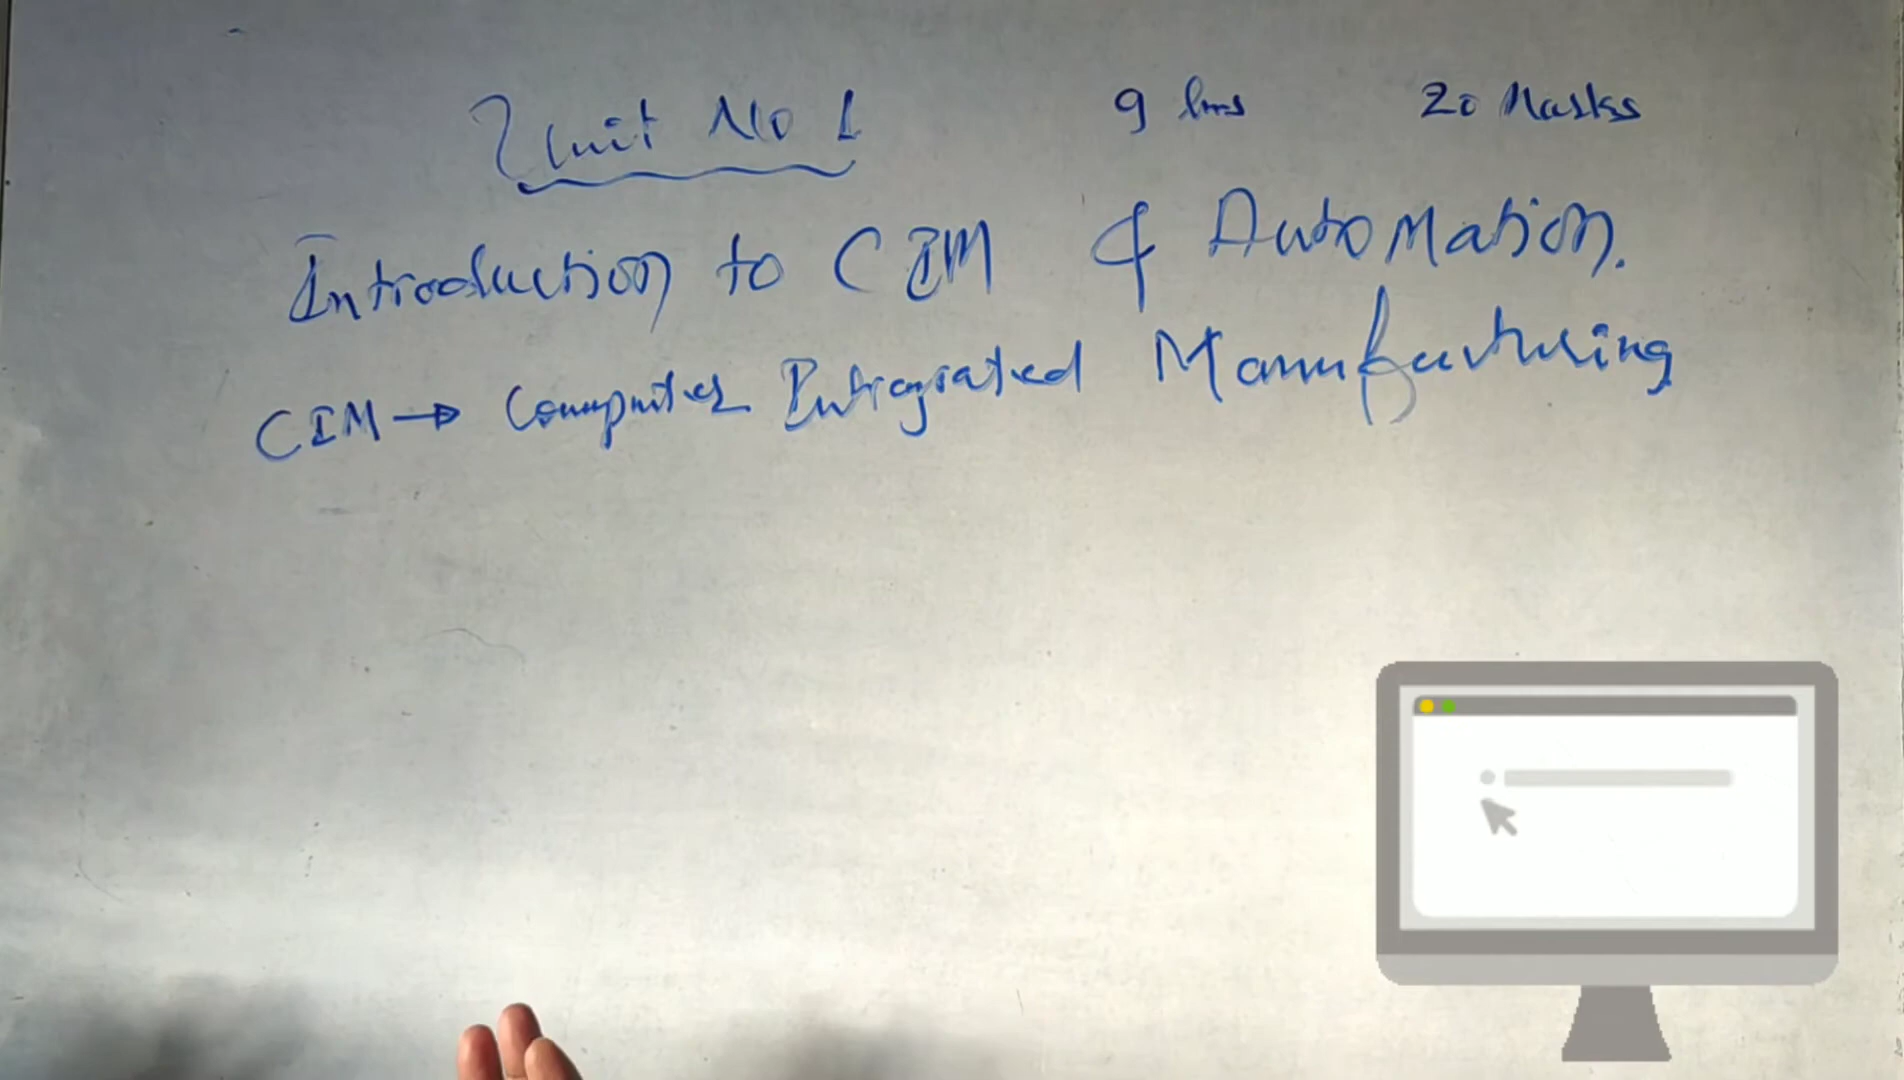 Unit No 1 9 hrs 20 Marks
Introduction to CIM & Automation.
CIM → Computer Integrated Manufacturing